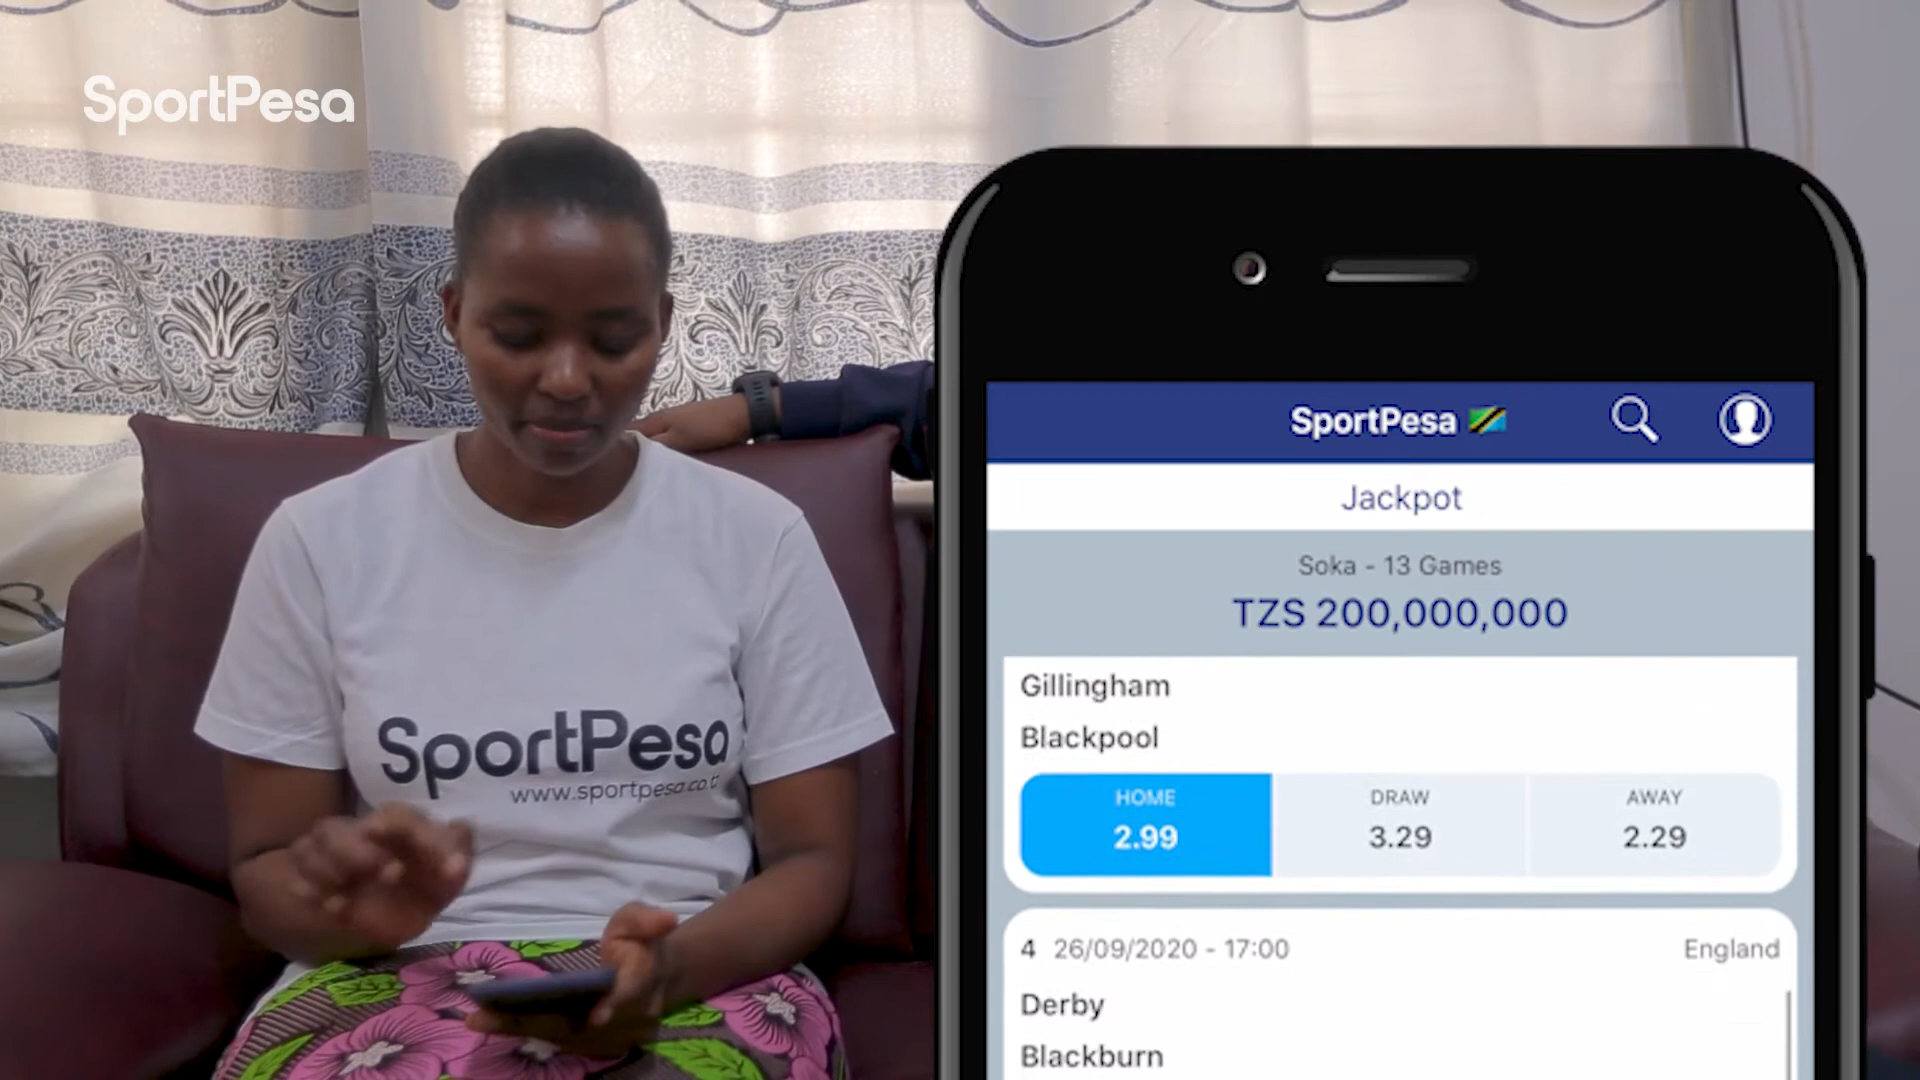 SportPesa
SportPesa
www.sportpesa.co.t
SportPesa
Jackpot
Soka - 13 Games
TZS 200,000,000
Gillingham
Blackpool
HOME DRAW AWAY
2.99 3.29 2.29
4 26/09/2020 - 17:00 England
Derby
Blackburn